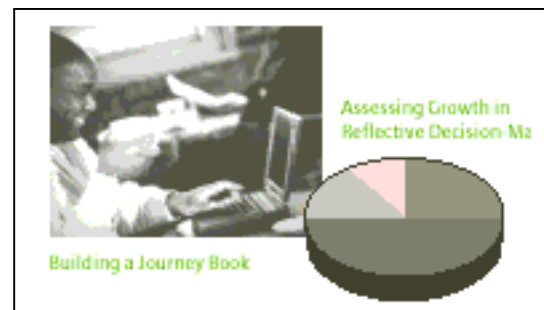 Assessing Growth in
Reflective Decision-Ma
Building a Journey Book